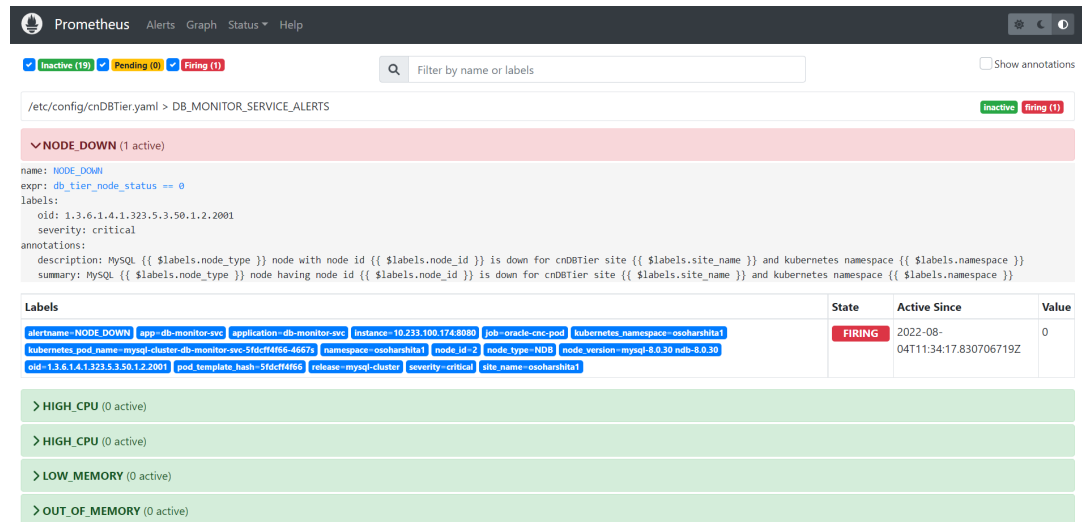 Prometheus Alerts Graph Status Help
Inactive (19) Pending (0) Firing (1)
Filter by name or labels
Show annotations
/etc/config/cnDBTier.yaml > DB_MONITOR_SERVICE_ALERTS
inactive firing (1)
NODE_DOWN (1 active)
name: NODE_DOWN
expr: db_tier_node_status == 0
labels:
oid: 1.3.6.1.4.1.323.5.3.50.1.2.2001
severity: critical
annotations:
description: MySQL {{ $labels.node_type }} node with node id {{ $labels.node_id }} is down for cnDBTier site {{ $labels.site_name }} and kubernetes namespace {{ $labels.namespace }}
summary: MySQL {{ $labels.node_type }} node having node id {{ $labels.node_id }} is down for cnDBTier site {{ $labels.site_name }} and kubernetes namespace {{ $labels.namespace }}
Labels State Active Since Value
alertname=NODE_DOWN app=db-monitor-svc application=db-monitor-svc instance=10.233.100.174:8080 job=oracle-cnc-pod kubernetes_namespace=osoharshita1
kubernetes_pod_name=mysql-cluster-db-monitor-svc-5fdcff4f66-4667s namespace=osoharshita1 node_id=2 node_type=NDB node_version=mysql-8.0.30 ndb-8.0.30
oid=1.3.6.1.4.1.323.5.3.50.1.2.2001 pod_template_hash=5fdcff4f66 release=mysql-cluster severity=critical site_name=osoharshita1
FIRING
2022-08-
04T11:34:17.830706719Z
0
HIGH_CPU (0 active)
HIGH_CPU (0 active)
LOW_MEMORY (0 active)
OUT_OF_MEMORY (0 active)